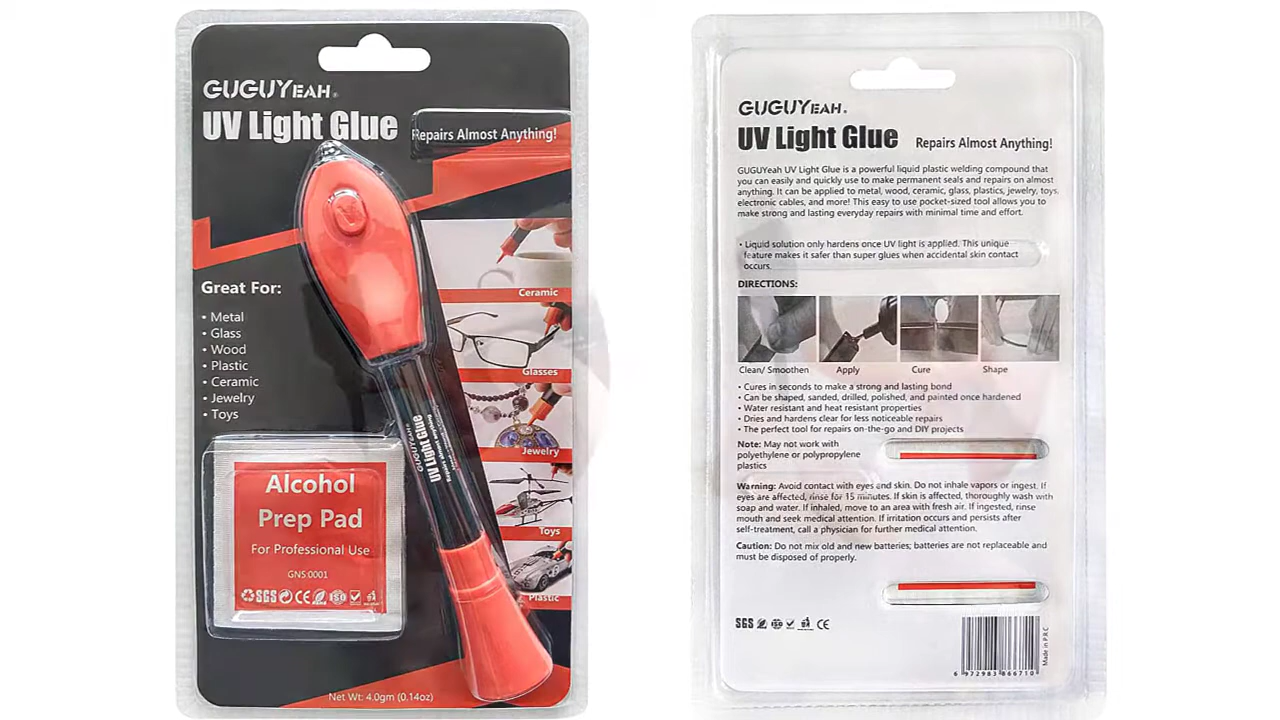 GUGUYEAH®
UV Light Glue
Repairs Almost Anything!
Great For:
• Metal
• Glass
• Wood
• Plastic
• Ceramic
• Jewelry
• Toys
Ceramic
Glasses
Jewelry
Toys
Plastic
GUGUYEAH
UV Light Glue
Repairs almost anything
Alcohol
Prep Pad
For Professional Use
GNS:0001
SGS CE ISO
Net Wt: 4.0gm (0.14oz)
GUGUYEAH®
UV Light Glue
Repairs Almost Anything!
GUGUYeah UV Light Glue is a powerful liquid plastic welding compound that
you can easily and quickly use to make permanent seals and repairs on almost
anything. It can be applied to metal, wood, ceramic, glass, plastics, jewelry, toys,
electronic cables, and more! This easy to use pocket-sized tool allows you to
make strong and lasting everyday repairs with minimal time and effort.
• Liquid solution only hardens once UV light is applied. This unique
feature makes it safer than super glues when accidental skin contact
occurs.
DIRECTIONS:
Clean/ Smoothen
Apply
Cure
Shape
• Cures in seconds to make a strong and lasting bond
• Can be shaped, sanded, drilled, polished, and painted once hardened
• Water resistant and heat resistant properties
• Dries and hardens clear for less noticeable repairs
• The perfect tool for repairs on-the-go and DIY projects
Note: May not work with
polyethylene or polypropylene
plastics
Warning: Avoid contact with eyes and skin. Do not inhale vapors or ingest. If
eyes are affected, rinse for 15 minutes. If skin is affected, thoroughly wash with
soap and water. If inhaled, move to an area with fresh air. If ingested, rinse
mouth and seek medical attention. If irritation occurs and persists after
self-treatment, call a physician for further medical attention.
Caution: Do not mix old and new batteries; batteries are not replaceable and
must be disposed of properly.
SGS ISO CE
Made in P.R.C
6 972983 866710